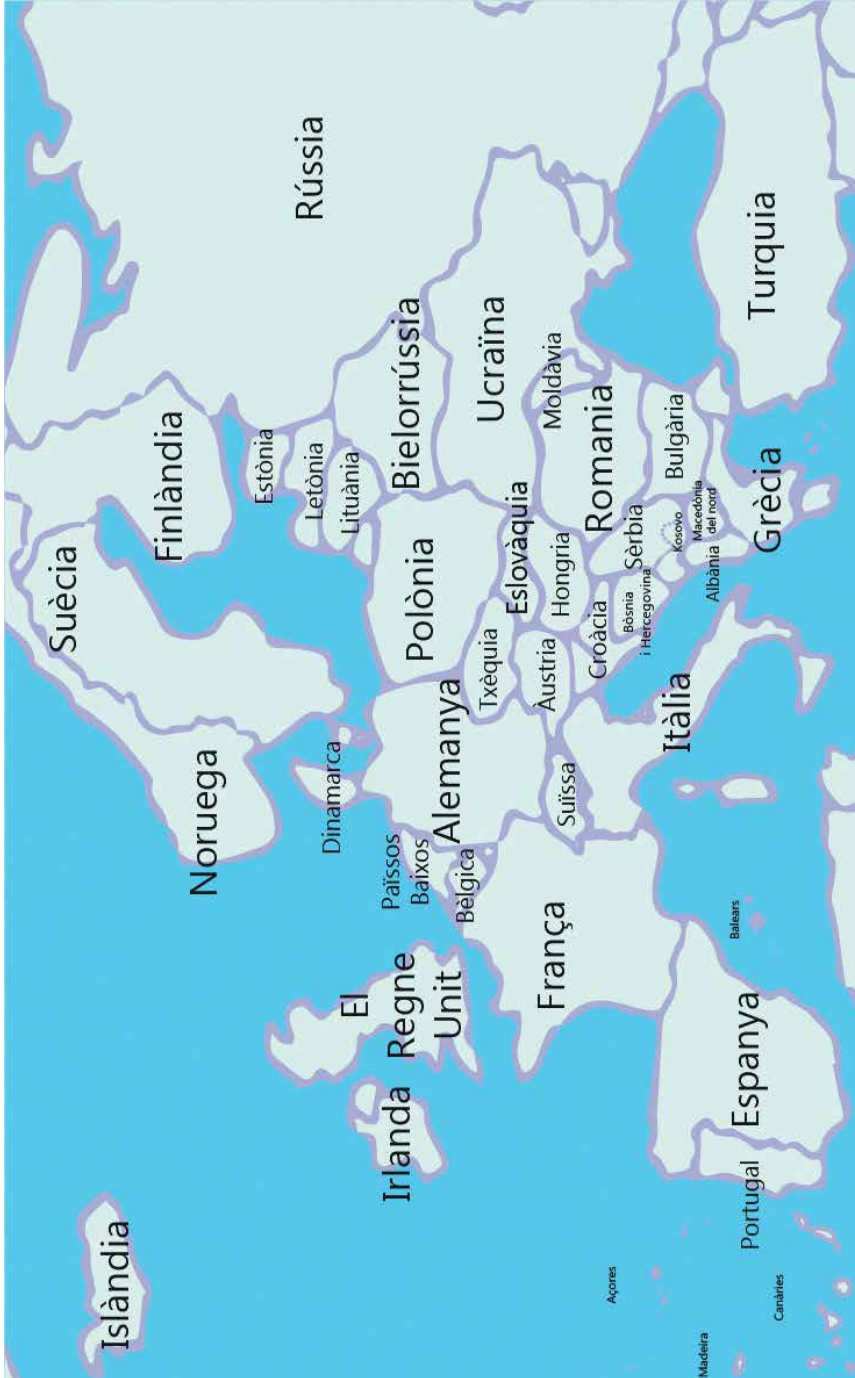 Islàndia
Noruega
Suècia
Finlàndia
Rússia
Estònia
Letònia
Lituània
Dinamarca
Irlanda
El
Regne
Unit
Païssos
Baixos
Bèlgica
Alemanya
Polònia
Bielorrússia
Txèquia
Eslovàquia
Ucraïna
França
Suïssa
Àustria
Hongria
Moldàvia
Romania
Croàcia
Bòsnia
i Hercegovina
Sèrbia
Kosovo
Bulgària
Macedònia
del nord
Albània
Itàlia
Grècia
Turquia
Açores
Madeira
Canàries
Portugal
Espanya
Balears